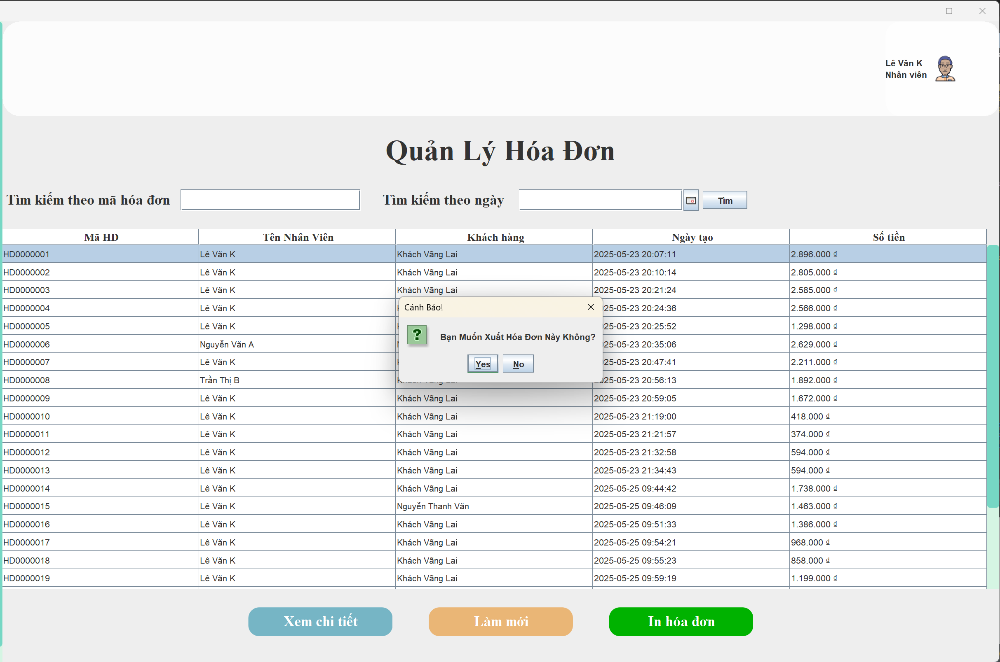 Lê Văn K
Nhân viên
Quản Lý Hóa Đơn
Tìm kiếm theo mã hóa đơn Tìm kiếm theo ngày Tìm
Mã HĐ Tên Nhân Viên Khách hàng Ngày tạo Số tiền
HD0000001 Lê Văn K Khách Vãng Lai 2025-05-23 20:07:11 2.896.000 ₫
HD0000002 Lê Văn K Khách Vãng Lai 2025-05-23 20:10:14 2.805.000 ₫
HD0000003 Lê Văn K Khách Vãng Lai 2025-05-23 20:21:24 2.585.000 ₫
HD0000004 Lê Văn K 25-05-23 20:24:36 2.566.000 ₫
HD0000005 Lê Văn K 25-05-23 20:25:52 1.298.000 ₫
HD0000006 Nguyễn Văn A 25-05-23 20:35:06 2.629.000 ₫
HD0000007 Lê Văn K 25-05-23 20:47:41 2.211.000 ₫
HD0000008 Trần Thị B 25-05-23 20:56:13 1.892.000 ₫
HD0000009 Lê Văn K Khách Vãng Lai 2025-05-23 20:59:05 1.672.000 ₫
HD0000010 Lê Văn K Khách Vãng Lai 2025-05-23 21:19:00 418.000 ₫
HD0000011 Lê Văn K Khách Vãng Lai 2025-05-23 21:21:57 374.000 ₫
HD0000012 Lê Văn K Khách Vãng Lai 2025-05-23 21:32:58 594.000 ₫
HD0000013 Lê Văn K Khách Vãng Lai 2025-05-23 21:34:43 594.000 ₫
HD0000014 Lê Văn K Khách Vãng Lai 2025-05-25 09:44:42 1.738.000 ₫
HD0000015 Lê Văn K Nguyễn Thanh Văn 2025-05-25 09:46:09 1.463.000 ₫
HD0000016 Lê Văn K Khách Vãng Lai 2025-05-25 09:51:33 1.386.000 ₫
HD0000017 Lê Văn K Khách Vãng Lai 2025-05-25 09:54:21 968.000 ₫
HD0000018 Lê Văn K Khách Vãng Lai 2025-05-25 09:55:23 858.000 ₫
HD0000019 Lê Văn K Khách Vãng Lai 2025-05-25 09:59:19 1.199.000 ₫
Cảnh Báo!
Bạn Muốn Xuất Hóa Đơn Này Không?
Yes No
Xem chi tiết Làm mới In hóa đơn